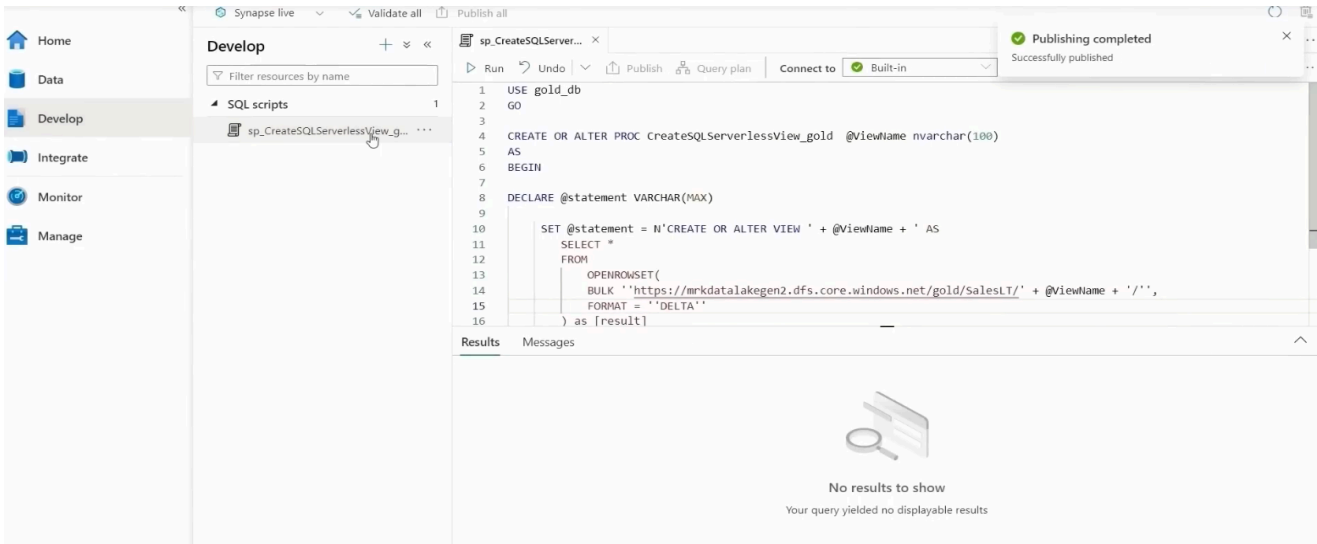 «
Synapse live
Validate all
Publish all
Home
Data
Develop
Integrate
Monitor
Manage
Develop
+
«
Filter resources by name
SQL scripts 1
sp_CreateSQLServerlessView_g... ...
sp_CreateSQLServer... ×
Run Undo Publish Query plan Connect to Built-in
Publishing completed ×
Successfully published
1 USE gold_db
2 GO
3
4 CREATE OR ALTER PROC CreateSQLServerlessView_gold @ViewName nvarchar(100)
5 AS
6 BEGIN
7
8 DECLARE @statement VARCHAR(MAX)
9
10 SET @statement = N'CREATE OR ALTER VIEW ' + @ViewName + ' AS
11 SELECT *
12 FROM
13 OPENROWSET(
14 BULK ''https://mrkdatalakegen2.dfs.core.windows.net/gold/SalesLT/' + @ViewName + '/'',
15 FORMAT = ''DELTA''
16 ) as [result]
Results Messages
No results to show
Your query yielded no displayable results